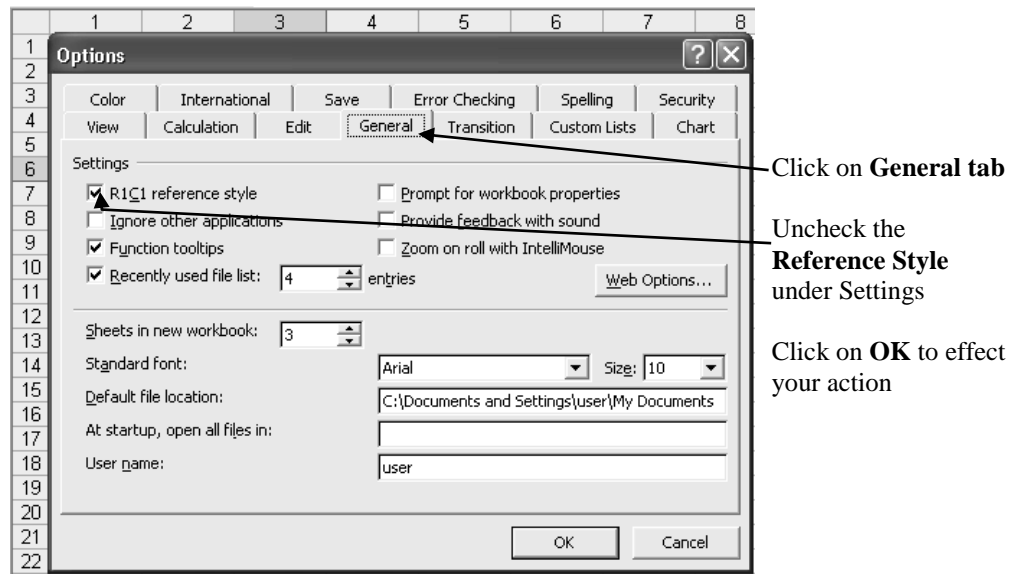 1 2 3 4 5 6 7 8
1
2
3
4
5
6
7
8
9
10
11
12
13
14
15
16
17
18
19
20
21
22
Options
Color International Save Error Checking Spelling Security
View Calculation Edit General Transition Custom Lists Chart
Settings
R1C1 reference style Prompt for workbook properties
Ignore other applications Provide feedback with sound
Function tooltips Zoom on roll with IntelliMouse
Recently used file list: 4 entries Web Options...
Sheets in new workbook: 3
Standard font: Arial Size: 10
Default file location: C:\Documents and Settings\user\My Documents
At startup, open all files in:
User name: user
OK Cancel
Click on General tab
Uncheck the
Reference Style
under Settings
Click on OK to effect
your action